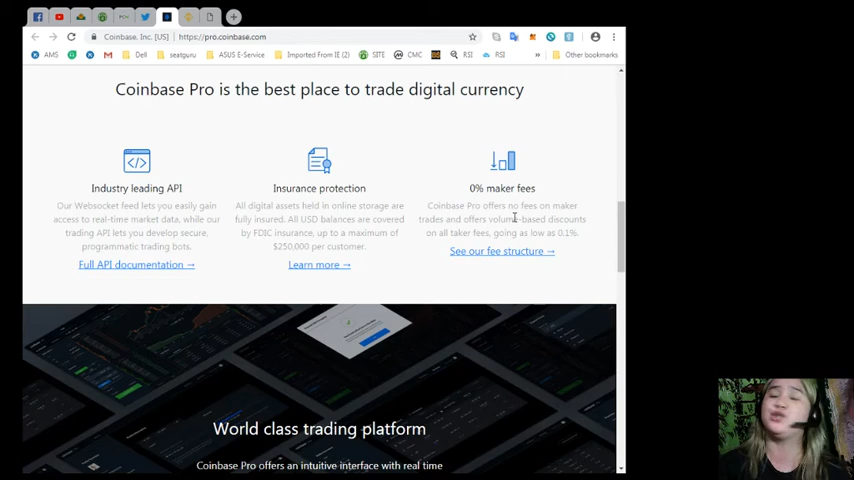 Coinbase, Inc. [US]
https://pro.coinbase.com
AMS
Dell
seatguru
ASUS E-Service
Imported From IE (2)
SITE
CMC
RSI
RSI
»
Other bookmarks
Coinbase Pro is the best place to trade digital currency
Industry leading API
Our Websocket feed lets you easily gain
access to real-time market data, while our
trading API lets you develop secure,
programmatic trading bots.
Full API documentation →
Insurance protection
All digital assets held in online storage are
fully insured. All USD balances are covered
by FDIC insurance, up to a maximum of
$250,000 per customer.
Learn more →
0% maker fees
Coinbase Pro offers no fees on maker
trades and offers volume-based discounts
on all taker fees, going as low as 0.1%.
See our fee structure →
World class trading platform
Coinbase Pro offers an intuitive interface with real time